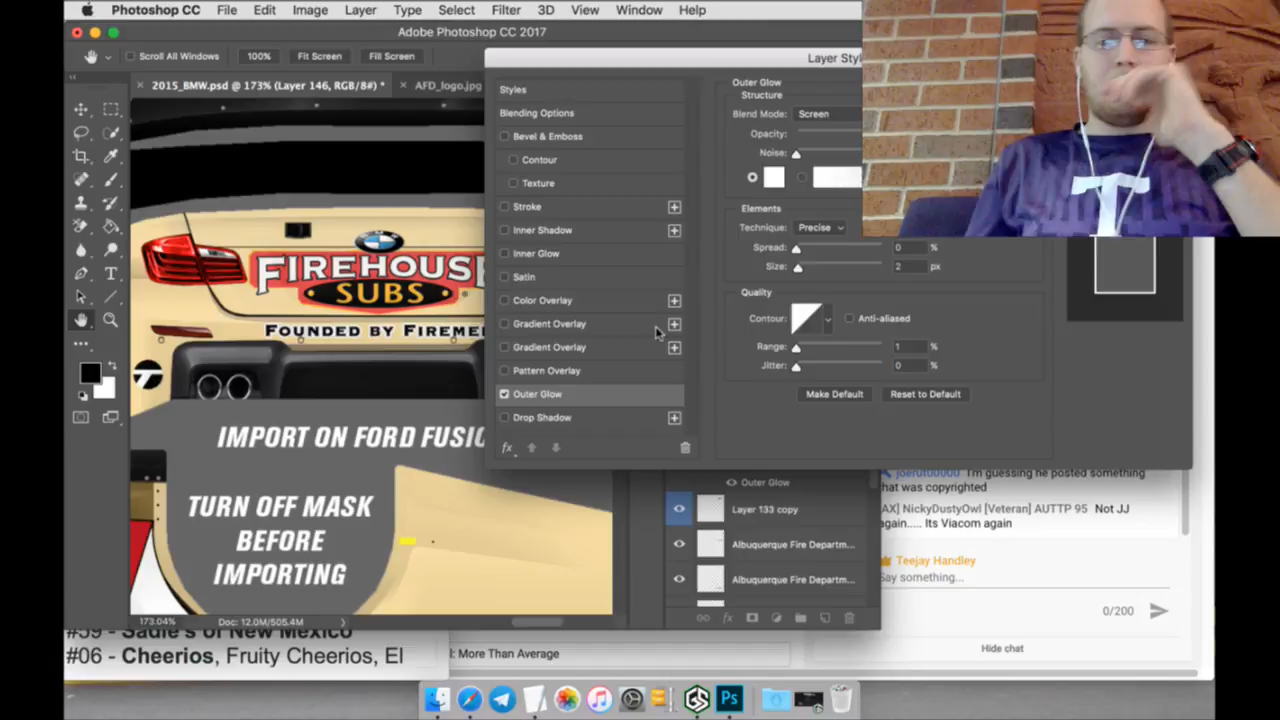 Photoshop CC File Edit Image Layer Type Select Filter 3D View Window Help
Adobe Photoshop CC 2017
Scroll All Windows 100% Fit Screen Fill Screen
2015_BMW.psd @ 173% (Layer 146, RGB/8#) * AFD_logo.jpg
Layer Styl
Styles
Blending Options
Bevel & Emboss
Contour
Texture
Stroke
Inner Shadow
Inner Glow
Satin
Color Overlay
Gradient Overlay
Gradient Overlay
Pattern Overlay
Outer Glow
Drop Shadow
fx
Outer Glow
Structure
Blend Mode: Screen
Opacity:
Noise:
Elements
Technique: Precise
Spread: 0 %
Size: 2 px
Quality
Contour: Anti-aliased
Range: 1 %
Jitter: 0 %
Make Default Reset to Default
T
FIREHOUSE
SUBS
FOUNDED BY FIREME
IMPORT ON FORD FUSIO
TURN OFF MASK
BEFORE
IMPORTING
173.04% Doc: 12.0M/505.4M
Outer Glow
Layer 133 copy
Albuquerque Fire Departm...
Albuquerque Fire Departm...
fx
joerut00000 I'm guessing he posted something
that was copyrighted
AX] NickyDustyOwl [Veteran] AUTTP 95 Not JJ
again..... Its Viacom again
Teejay Handley
Say something...
0/200
Hide chat
#59 - Sadie's of New Mexico
#06 - Cheerios, Fruity Cheerios, El
l: More Than Average
GS
Ps